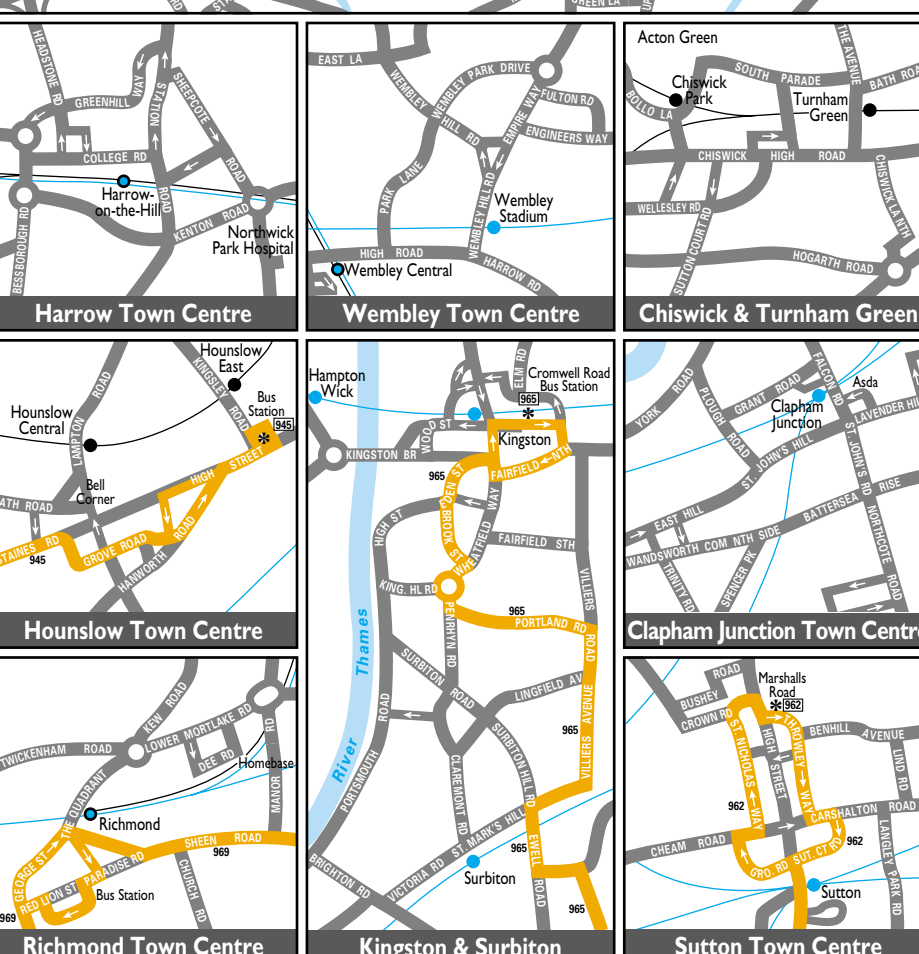 GREEN LA
HEADSTONE RD
GREENHILL WAY
STATION ROAD
SHEEPCOTE ROAD
COLLEGE RD
Harrow-
on-the-Hill
KENTON ROAD
Northwick
Park Hospital
BESSBOROUGH RD
Harrow Town Centre
EAST LA
WEMBLEY PARK DRIVE
WEMBLEY HILL RD
EMPIRE WAY
FULTON RD
ENGINEERS WAY
PARK LANE
WEMBLEY HILL RD
Wembley
Stadium
HIGH ROAD
HARROW RD
Wembley Central
Wembley Town Centre
Acton Green
THE AVENUE
SOUTH PARADE
BATH ROA
Chiswick
Park
BOLLO LA
Turnham
Green
CHISWICK HIGH ROAD
CHISWICK LA NTH
WELLESLEY RD
SUTTON COURT RD
HOGARTH ROAD
Chiswick & Turnham Green
Hounslow
East
KINGSLEY ROAD
Bus
Station
945
Hounslow
Central
LAMPTON ROAD
HIGH STREET
Bell
Corner
ATH ROAD
STAINES RD
945
GROVE ROAD
HANWORTH ROAD
Hounslow Town Centre
Hampton
Wick
ELM RD
Cromwell Road
Bus Station
965
WOOD ST
Kingston
KINGSTON BR
965
FAIRFIELD NTH
EDEN ST
BROOK ST
WHEATFIELD WAY
HIGH ST
FAIRFIELD STH
KING. HL RD
VILLIERS ROAD
965
PORTLAND RD
PENRHYN RD
River Thames
SURBITON ROAD
LINGFIELD AV
VILLIERS AVENUE
965
PORTSMOUTH ROAD
CLAREMONT RD
SURBITON HILL RD
ST. MARK'S HILL
VICTORIA RD
BRIGHTON RD
965
EWELL ROAD
Surbiton
965
Kingston & Surbiton
YORK ROAD
PLOUGH ROAD
GRANT ROAD
FALCON RD
Asda
Clapham
Junction
LAVENDER HIL
ST. JOHN'S HILL
ST. JOHN'S RD
EAST HILL
BATTERSEA RISE
WANDSWORTH COM NTH SIDE
TRINITY RD
SPENCER PK
NORTHCOTE ROAD
Clapham Junction Town Centre
KEW ROAD
TWICKENHAM ROAD
LOWER MORTLAKE RD
DEE RD
Homebase
MANOR RD
THE QUADRANT
Richmond
GEORGE ST
SHEEN ROAD
969
PARADISE RD
RED LION ST
Bus Station
CHURCH RD
969
Richmond Town Centre
BUSHEY ROAD
Marshalls
Road
962
CROWN RD
ST. NICHOLAS WAY
HIGH STREET
THROWLEY WAY
BENHILL AVENUE
LIND RD
962
CARSHALTON ROAD
CHEAM ROAD
GRO. RD
SUT. CT RD
962
LANGLEY PARK RD
Sutton
Sutton Town Centre